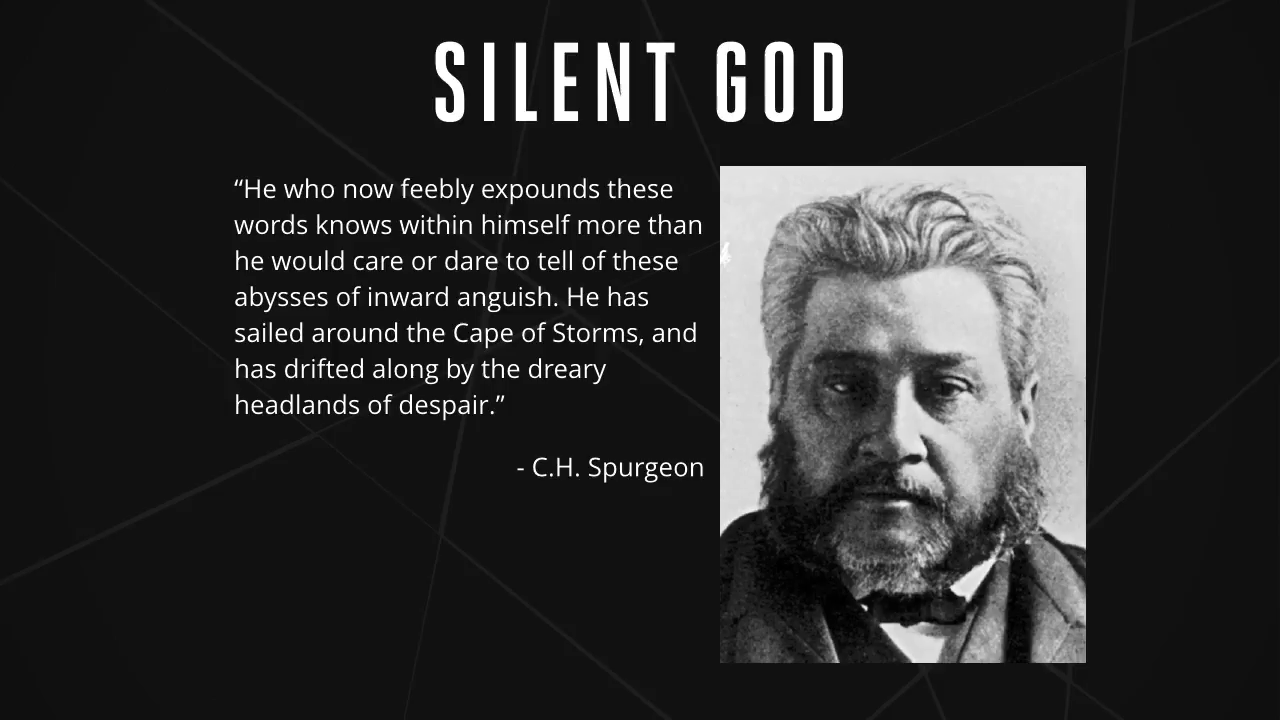 SILENT GOD
“He who now feebly expounds these
words knows within himself more than
he would care or dare to tell of these
abysses of inward anguish. He has
sailed around the Cape of Storms, and
has drifted along by the dreary
headlands of despair.”
- C.H. Spurgeon